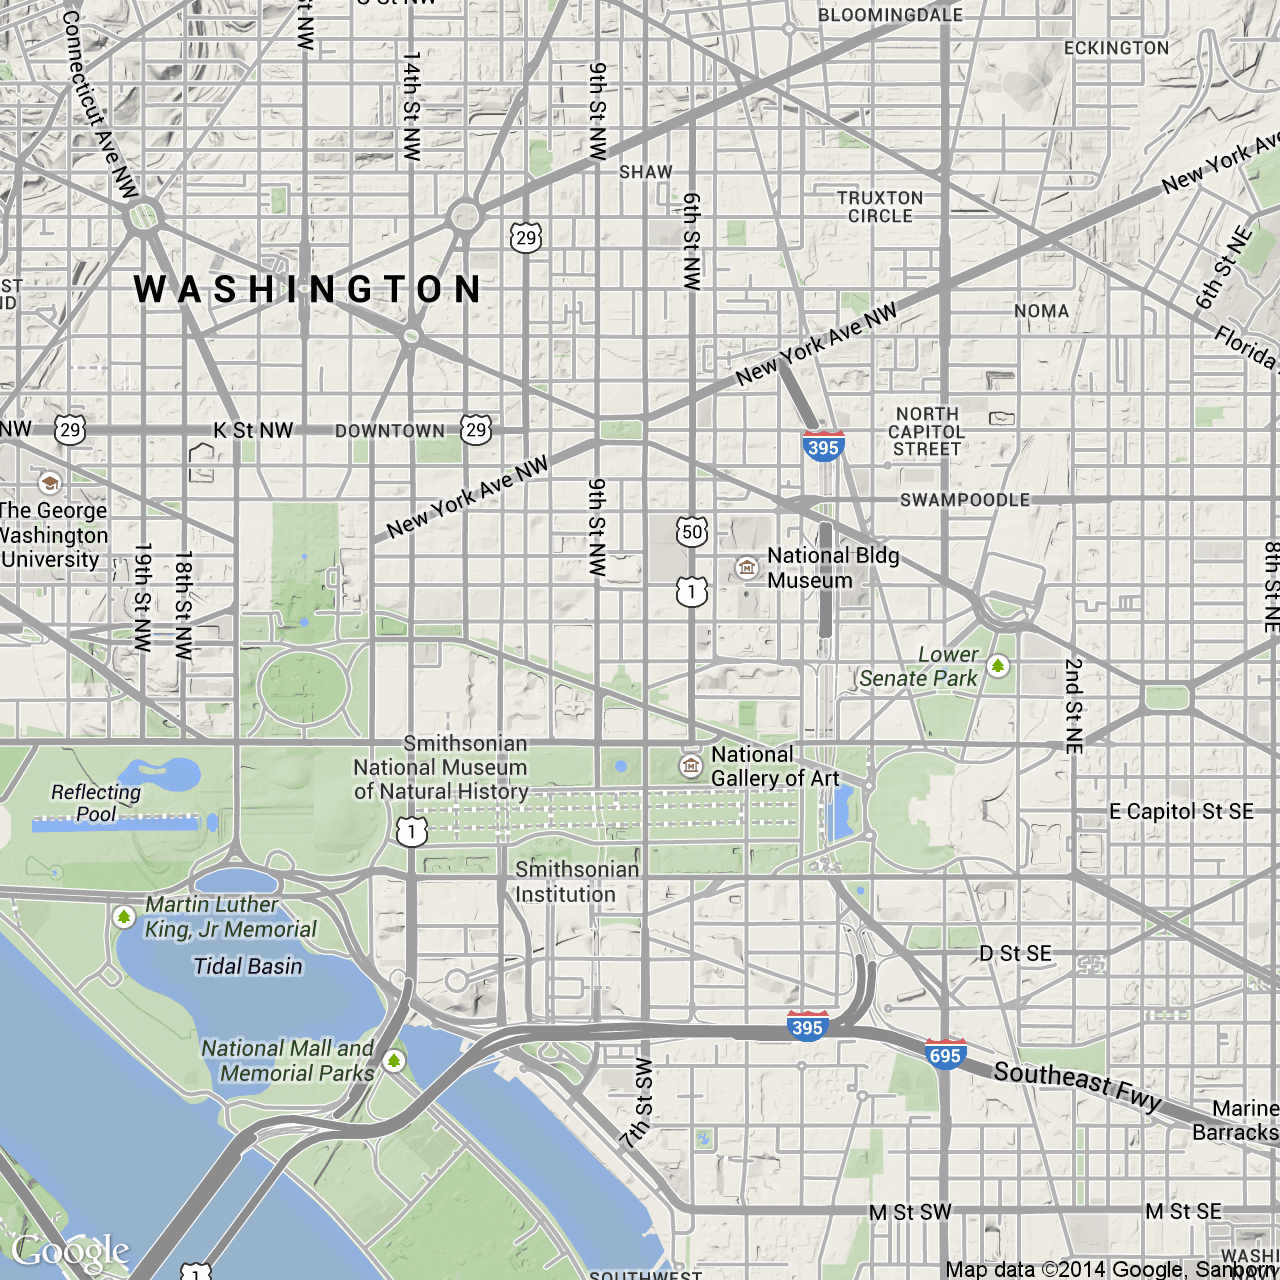 BLOOMINGDALE
ECKINGTON
Connecticut Ave NW
14th St NW
9th St NW
SHAW
6th St NW
TRUXTON
CIRCLE
New York Ave
6th St NE
29
WASHINGTON
NOMA
New York Ave NW
Florida
NW
29
K St NW
DOWNTOWN
29
NORTH
CAPITOL
STREET
395
New York Ave NW
SWAMPOODLE
The George
Washington
University
19th St NW
18th St NW
9th St NW
50
1
National Bldg
Museum
8th St NE
Lower
Senate Park
2nd St NE
Smithsonian
National Museum
of Natural History
National
Gallery of Art
Reflecting
Pool
1
E Capitol St SE
Smithsonian
Institution
Martin Luther
King, Jr Memorial
Tidal Basin
D St SE
395
695
National Mall and
Memorial Parks
Southeast Fwy
7th St SW
Marine
Barracks
M St SW
M St SE
Google
1
SOUTHWEST
Map data ©2014 Google, Sanborn